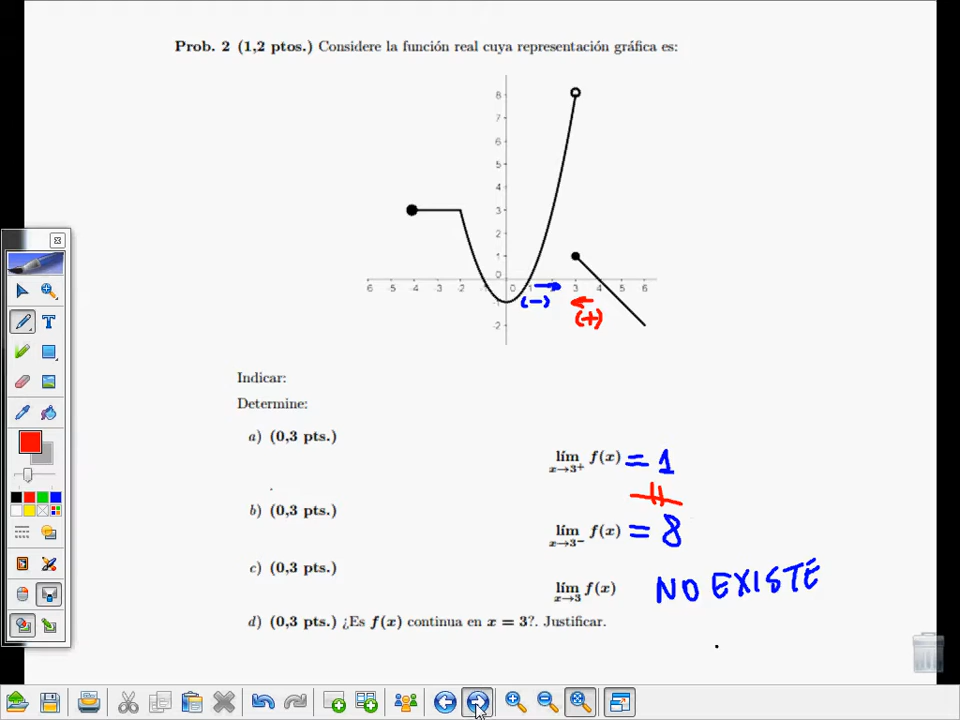 Prob. 2 (1,2 ptos.) Considere la función real cuya representación gráfica es:
8
7
6
5
4
3
2
1
0
6 -5 -4 -3 -2 -1 0 1 2 3 4 5 6
-1
-2
(-)
(+)
Indicar:
Determine:
a) (0,3 pts.)
lím x→3+ f(x) = 1
b) (0,3 pts.)
lím x→3− f(x) = 8
c) (0,3 pts.)
lím x→3 f(x) NO EXISTE
d) (0,3 pts.) ¿Es f(x) continua en x = 3?. Justificar.
T